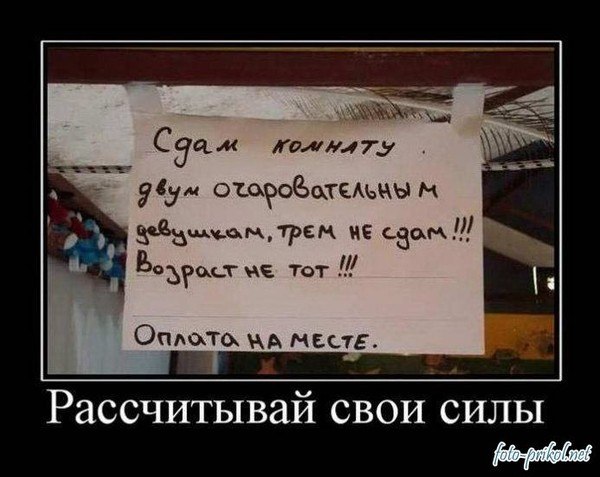 Сдам комнату.
двум очаровательным
девушкам, трем не сдам!!!
Возраст не тот!!!
Оплата на месте.
Рассчитывай свои силы
foto-prikol.net